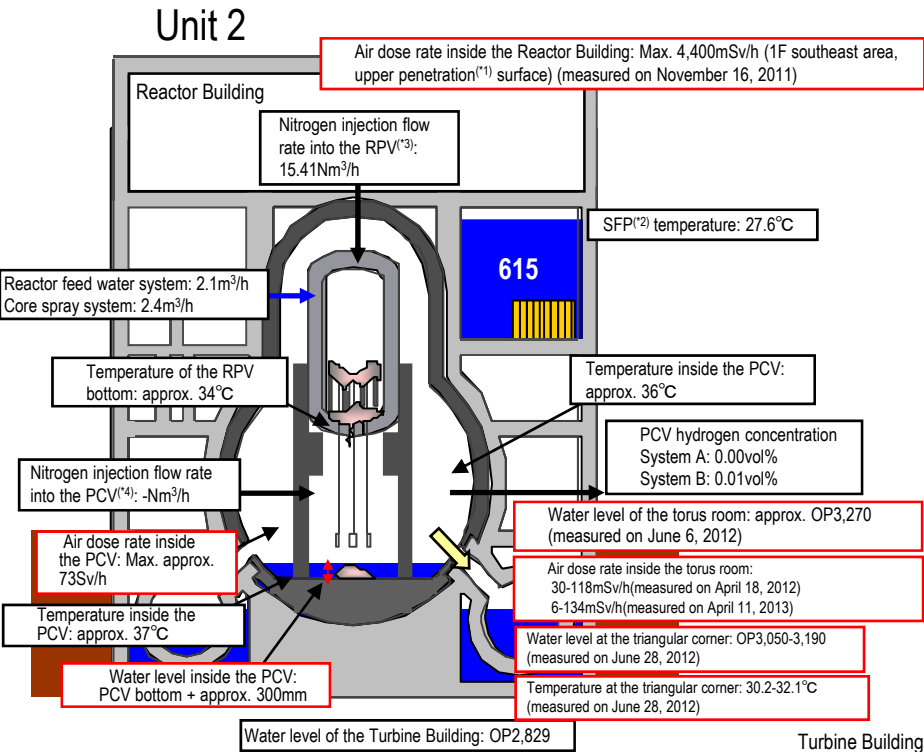 Unit 2
Air dose rate inside the Reactor Building: Max. 4,400mSv/h (1F southeast area,
upper penetration(*1) surface) (measured on November 16, 2011)
Reactor Building
Nitrogen injection flow
rate into the RPV(*3):
15.41Nm3/h
SFP(*2) temperature: 27.6℃
615
Reactor feed water system: 2.1m3/h
Core spray system: 2.4m3/h
Temperature of the RPV
bottom: approx. 34℃
Temperature inside the PCV:
approx. 36℃
PCV hydrogen concentration
System A: 0.00vol%
System B: 0.01vol%
Nitrogen injection flow rate
into the PCV(*4): -Nm3/h
Water level of the torus room: approx. OP3,270
(measured on June 6, 2012)
Air dose rate inside
the PCV: Max. approx.
73Sv/h
Air dose rate inside the torus room:
30-118mSv/h(measured on April 18, 2012)
6-134mSv/h(measured on April 11, 2013)
Temperature inside the
PCV: approx. 37℃
Water level at the triangular corner: OP3,050-3,190
(measured on June 28, 2012)
Water level inside the PCV:
PCV bottom + approx. 300mm
Temperature at the triangular corner: 30.2-32.1℃
(measured on June 28, 2012)
Water level of the Turbine Building: OP2,829
Turbine Building